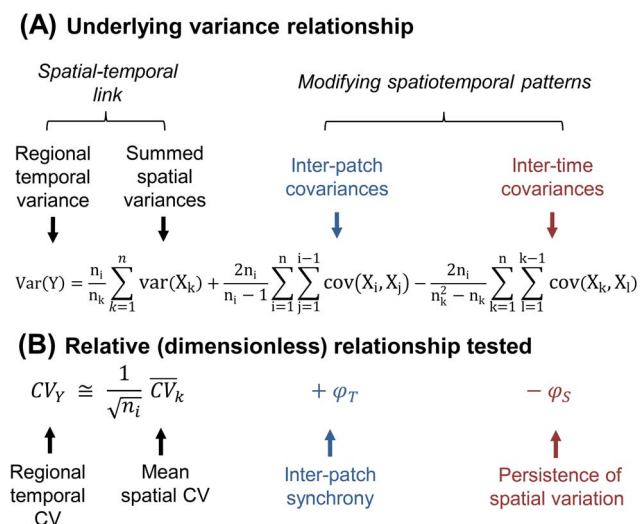 (A) Underlying variance relationship
Spatial-temporal
link
Modifying spatiotemporal patterns
Regional
temporal
variance
Summed
spatial
variances
Inter-patch
covariances
Inter-time
covariances
Var(Y) = n_i/n_k ∑_{k=1}^{n} var(X_k) + 2n_i/(n_i − 1) ∑_{i=1}^{n} ∑_{j=1}^{i−1} cov(X_i, X_j) − 2n_i/(n_k^2 − n_k) ∑_{k=1}^{n} ∑_{l=1}^{k−1} cov(X_k, X_l)
(B) Relative (dimensionless) relationship tested
CV_Y ≅ 1/√n_i \overline{CV}_k + φ_T − φ_S
Regional
temporal
CV
Mean
spatial CV
Inter-patch
synchrony
Persistence of
spatial variation